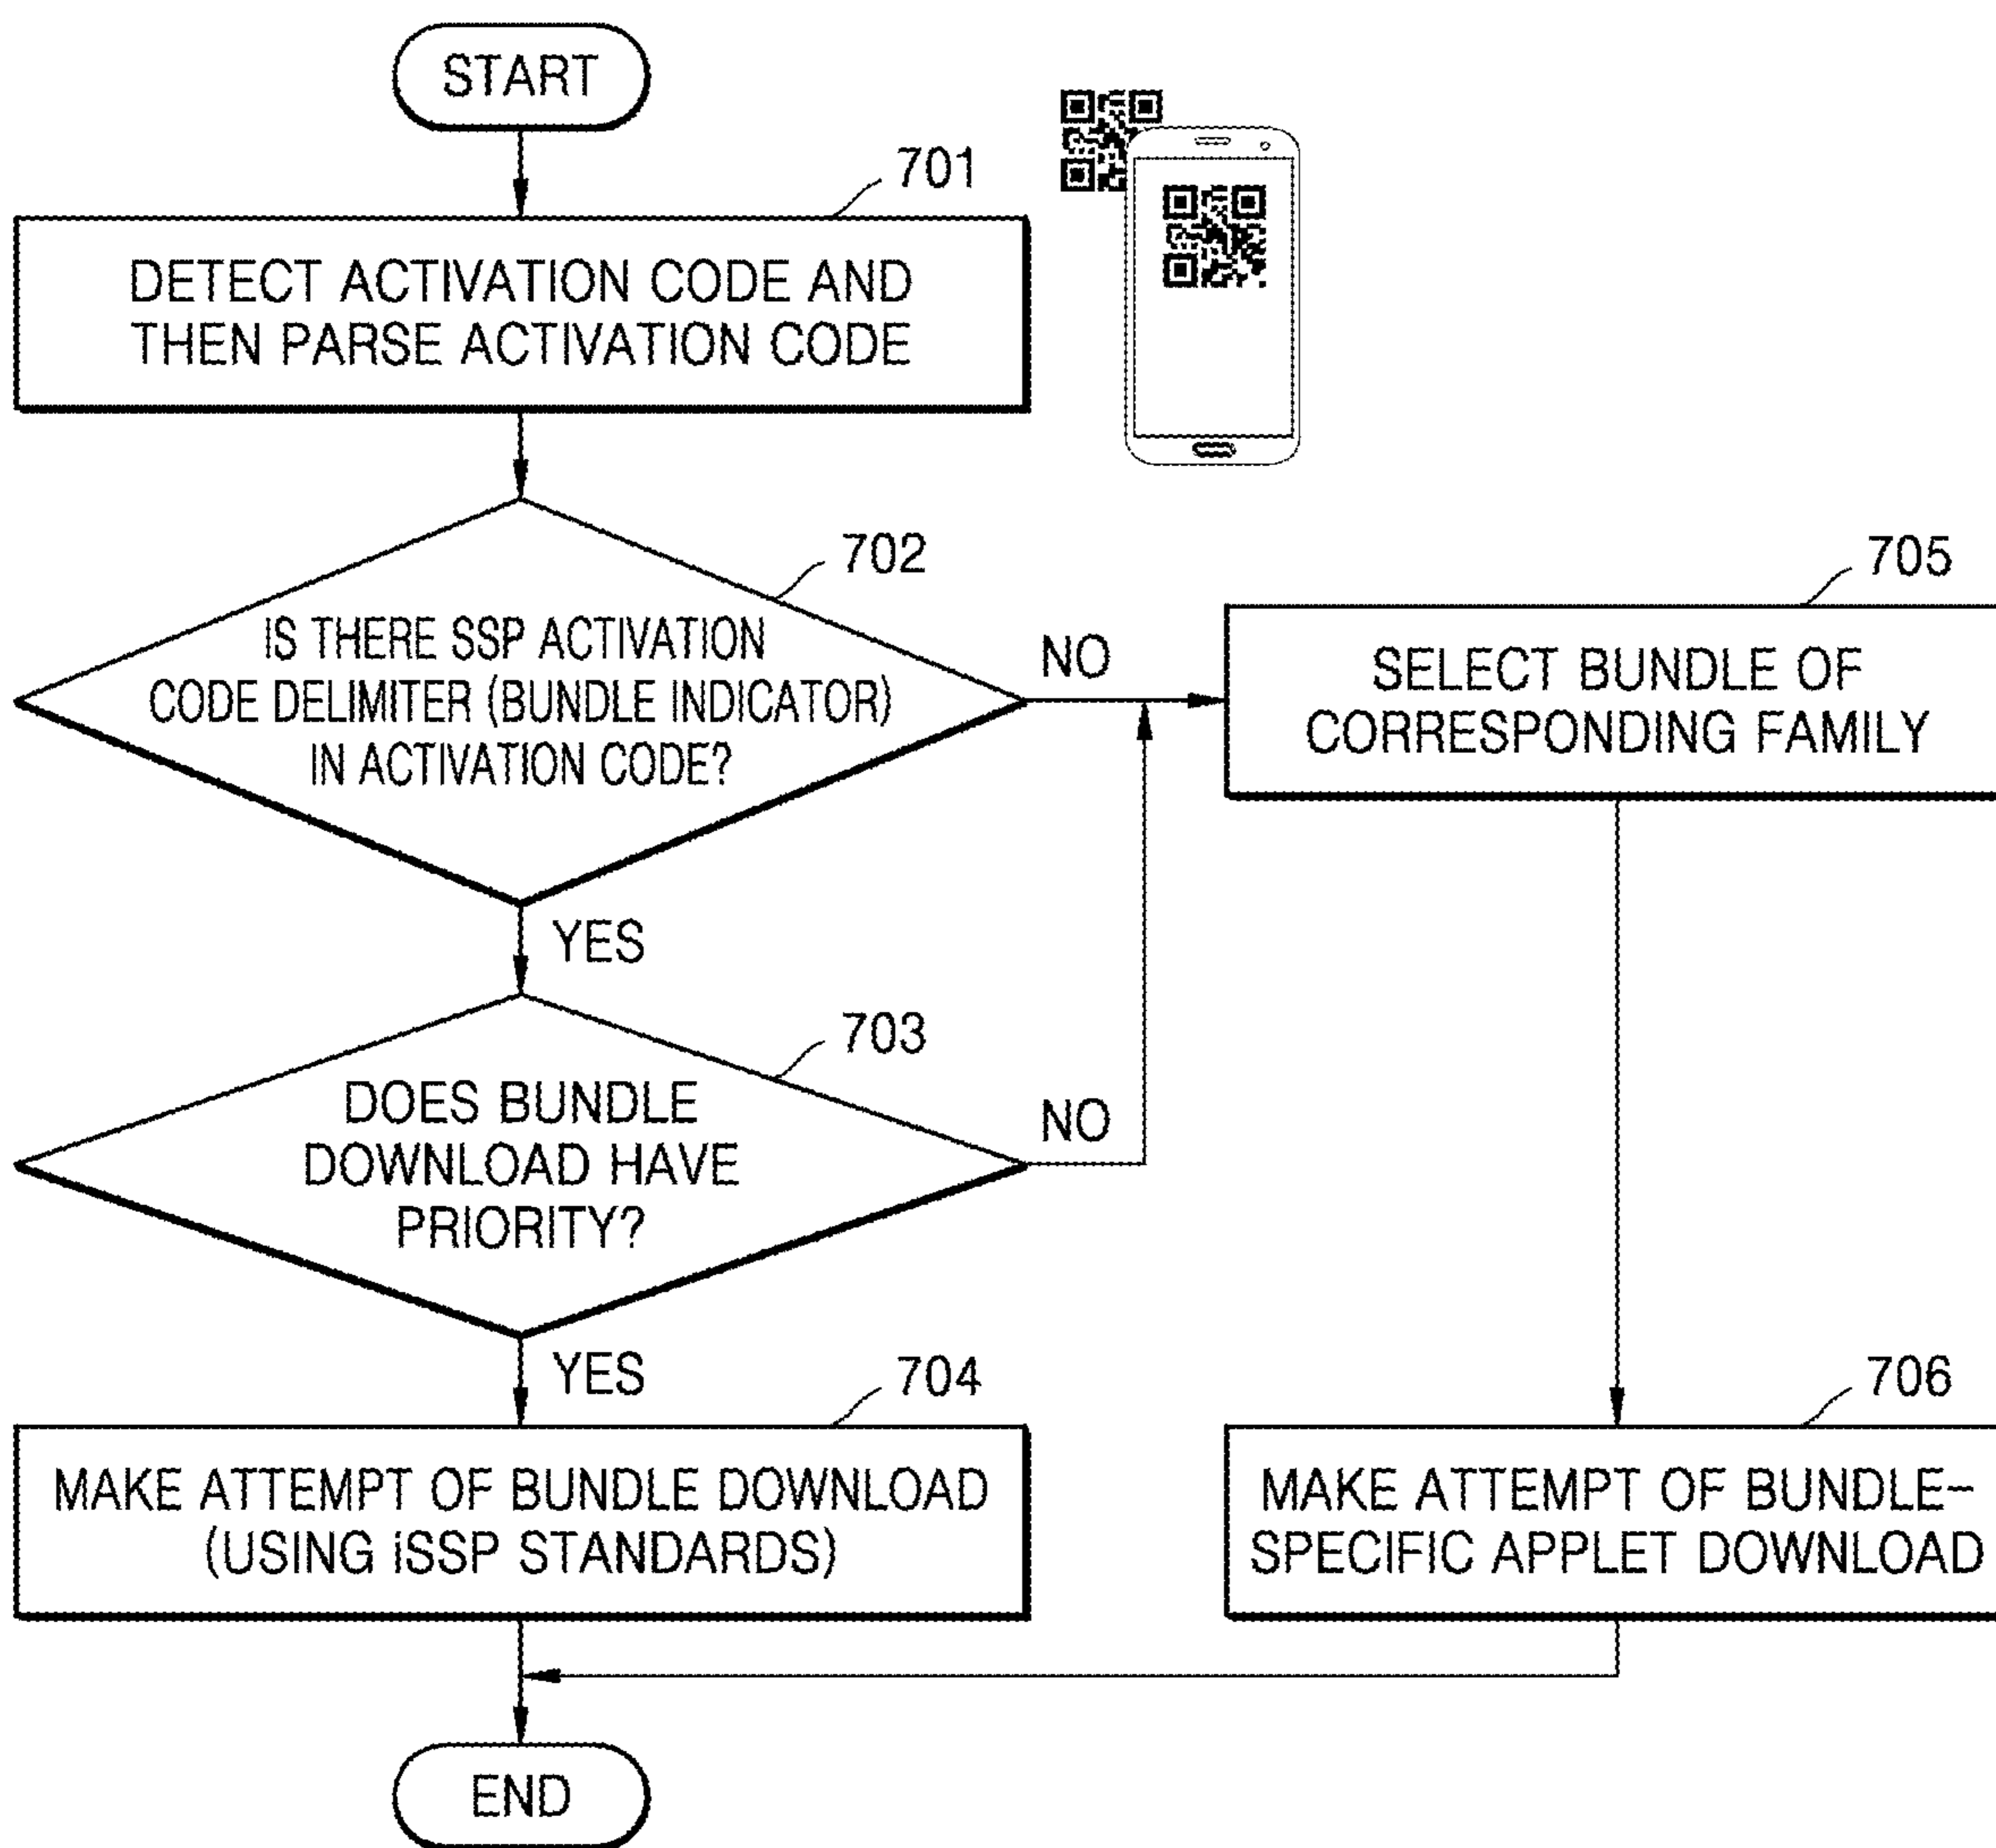 START
701
DETECT ACTIVATION CODE AND
THEN PARSE ACTIVATION CODE
702
IS THERE SSP ACTIVATION
CODE DELIMITER (BUNDLE INDICATOR)
IN ACTIVATION CODE?
NO
705
SELECT BUNDLE OF
CORRESPONDING FAMILY
YES
703
DOES BUNDLE
DOWNLOAD HAVE
PRIORITY?
NO
YES
704
MAKE ATTEMPT OF BUNDLE DOWNLOAD
(USING iSSP STANDARDS)
706
MAKE ATTEMPT OF BUNDLE-
SPECIFIC APPLET DOWNLOAD
END